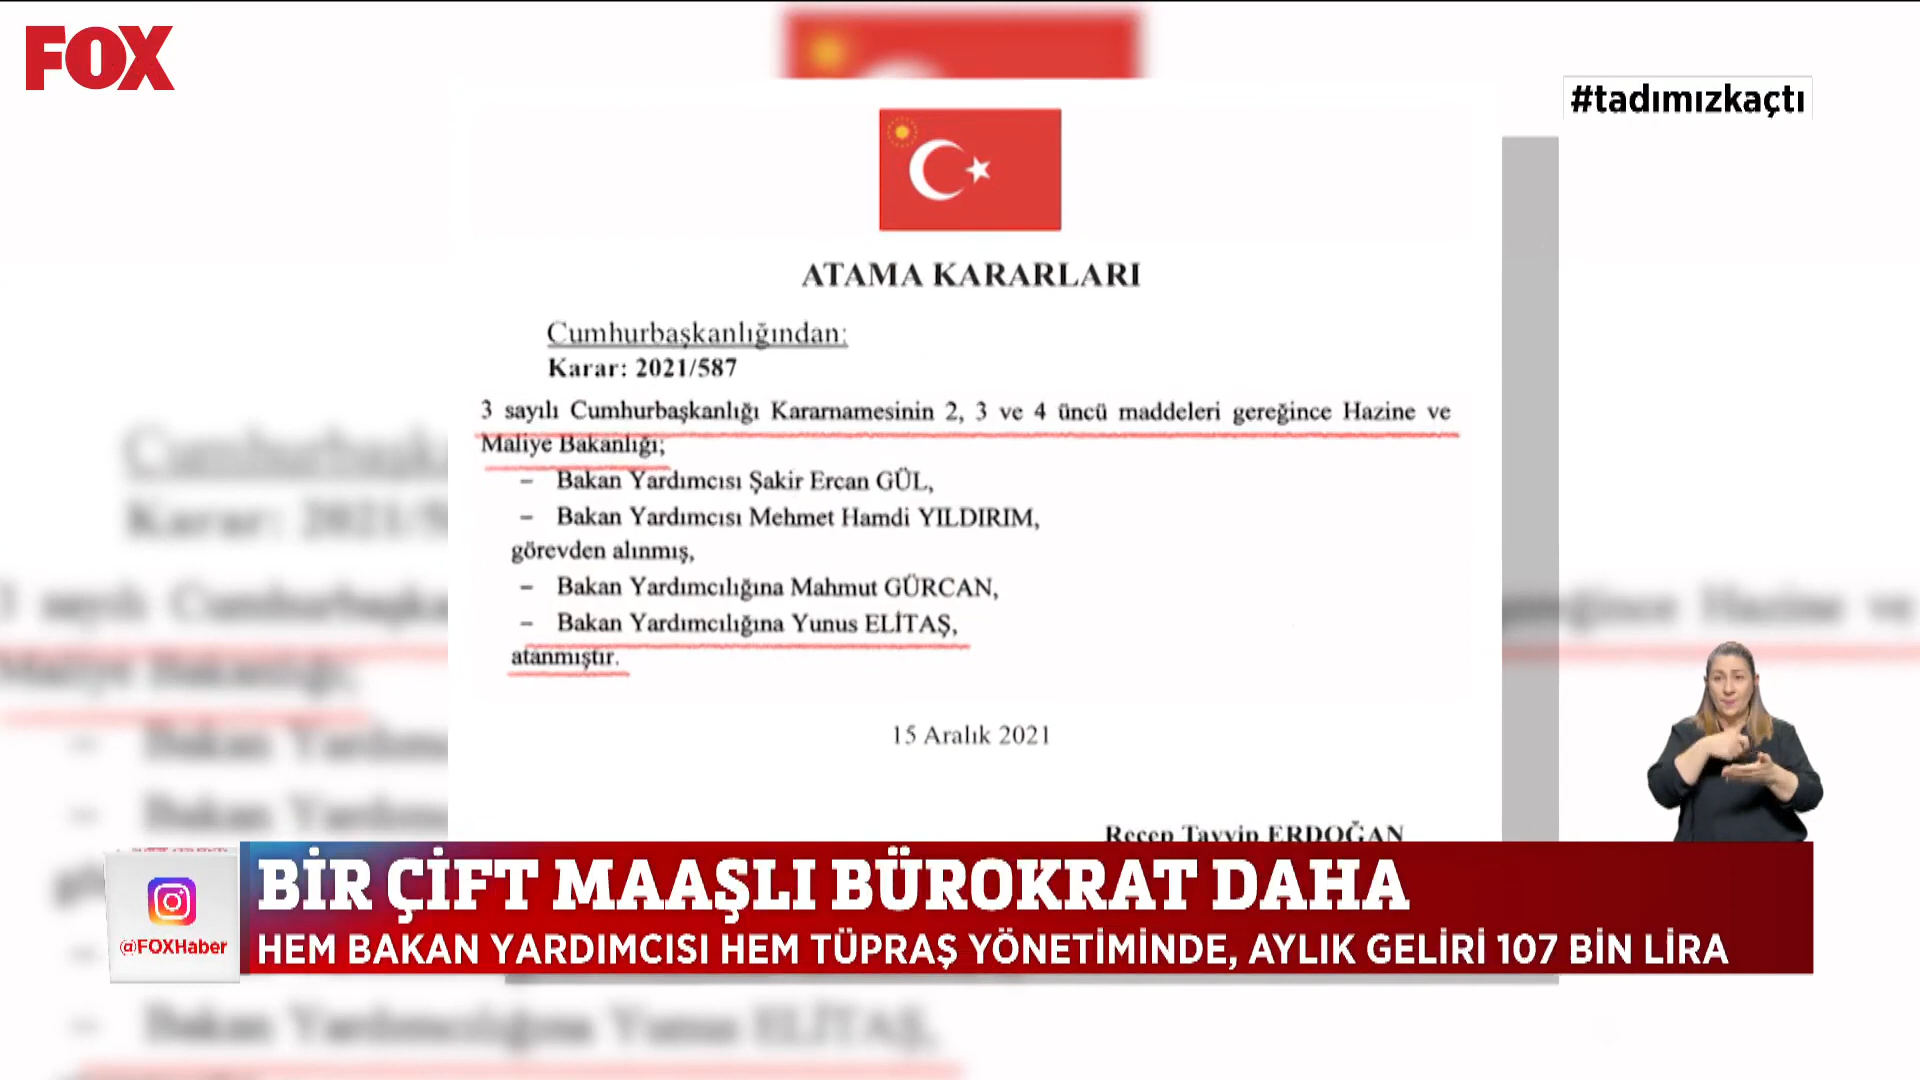 FOX
#tadımızkaçtı
ATAMA KARARLARI
Cumhurbaşkanlığından:
Karar: 2021/587
3 sayılı Cumhurbaşkanlığı Kararnamesinin 2, 3 ve 4 üncü maddeleri gereğince Hazine ve
Maliye Bakanlığı;
– Bakan Yardımcısı Şakir Ercan GÜL,
– Bakan Yardımcısı Mehmet Hamdi YILDIRIM,
görevden alınmış,
– Bakan Yardımcılığına Mahmut GÜRCAN,
– Bakan Yardımcılığına Yunus ELİTAŞ,
atanmıştır.
15 Aralık 2021
Recep Tayyip ERDOĞAN
BİR ÇİFT MAAŞLI BÜROKRAT DAHA
@FOXHaber
HEM BAKAN YARDIMCISI HEM TÜPRAŞ YÖNETİMİNDE, AYLIK GELİRİ 107 BİN LİRA